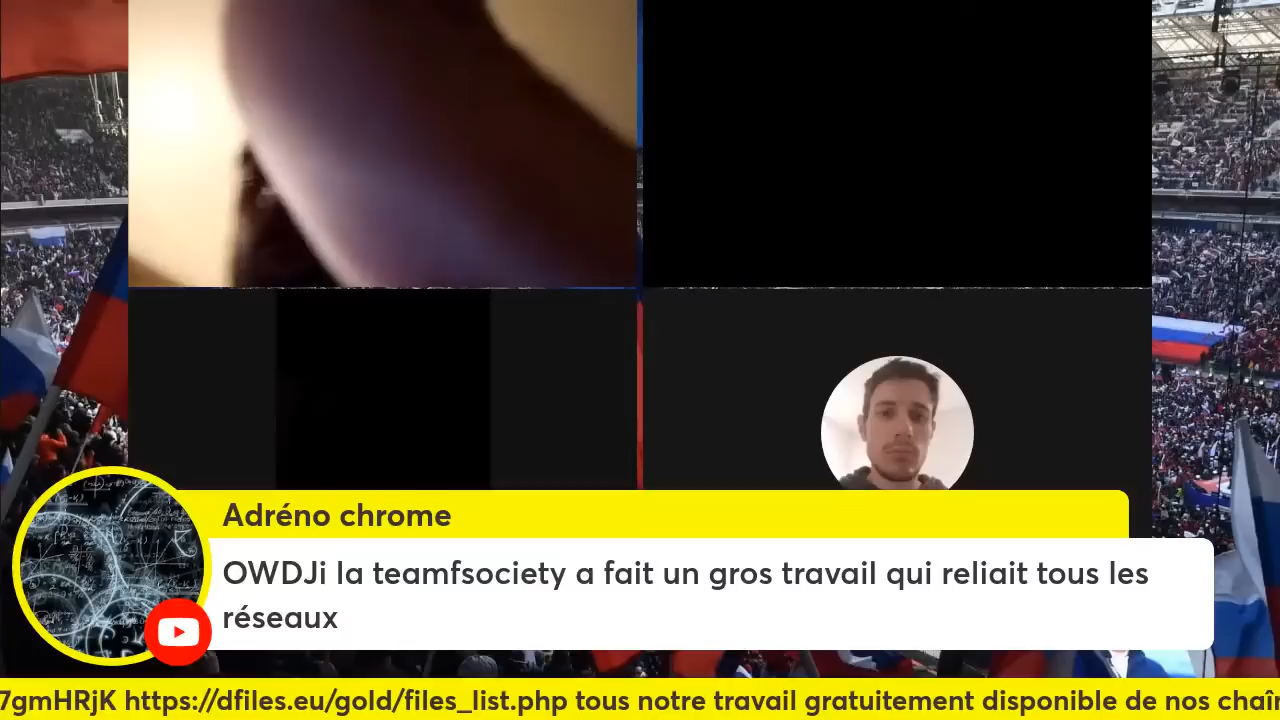 Adréno chrome
OWDJi la teamfsociety a fait un gros travail qui reliait tous les
réseaux
7gmHRjK https://dfiles.eu/gold/files_list.php tous notre travail gratuitement disponible de nos chaîn